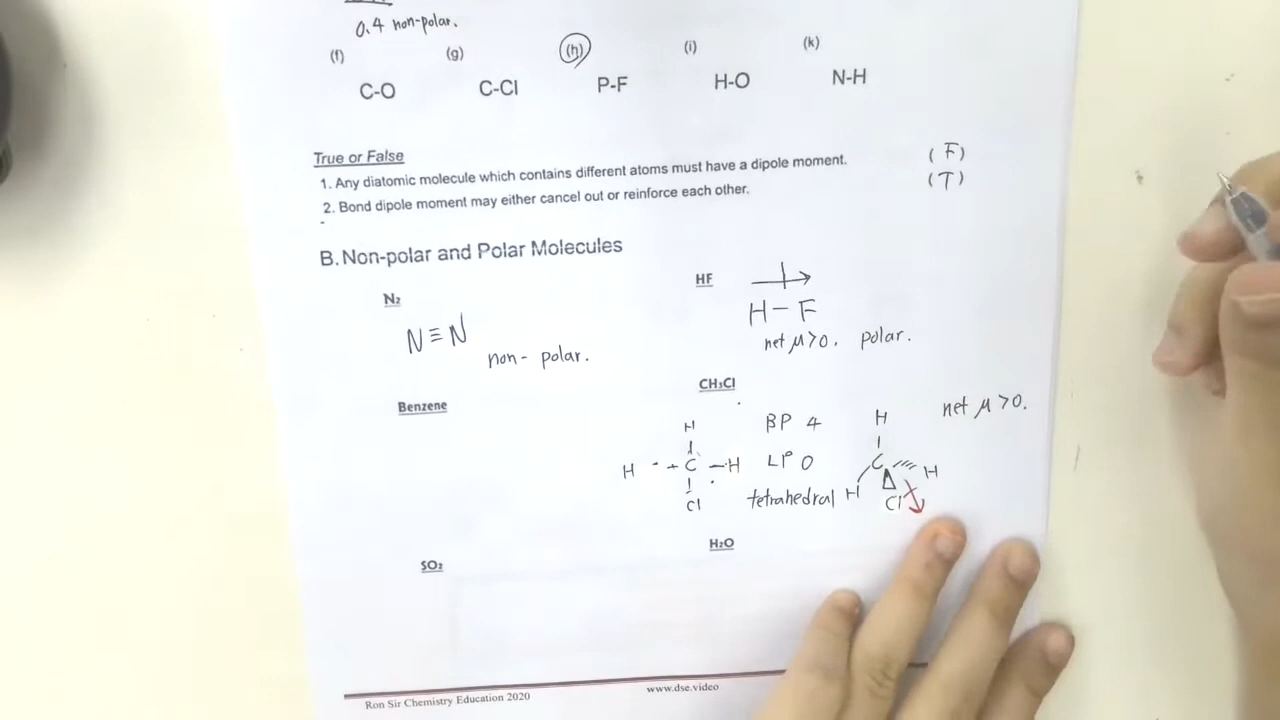 0.4 non-polar.
(f) (g) (h) (i) (k)
C-O C-Cl P-F H-O N-H
True or False
1. Any diatomic molecule which contains different atoms must have a dipole moment. (F)
2. Bond dipole moment may either cancel out or reinforce each other. (T)
B. Non-polar and Polar Molecules
N₂
N≡N
non-polar.
HF
H–F
net μ>0. polar.
Benzene
CH₃Cl
H
H C H
Cl
BP 4
LP 0
tetrahedral
H
C
H H
Cl
net μ>0.
SO₂
H₂O
Ron Sir Chemistry Education 2020
www.dse.video